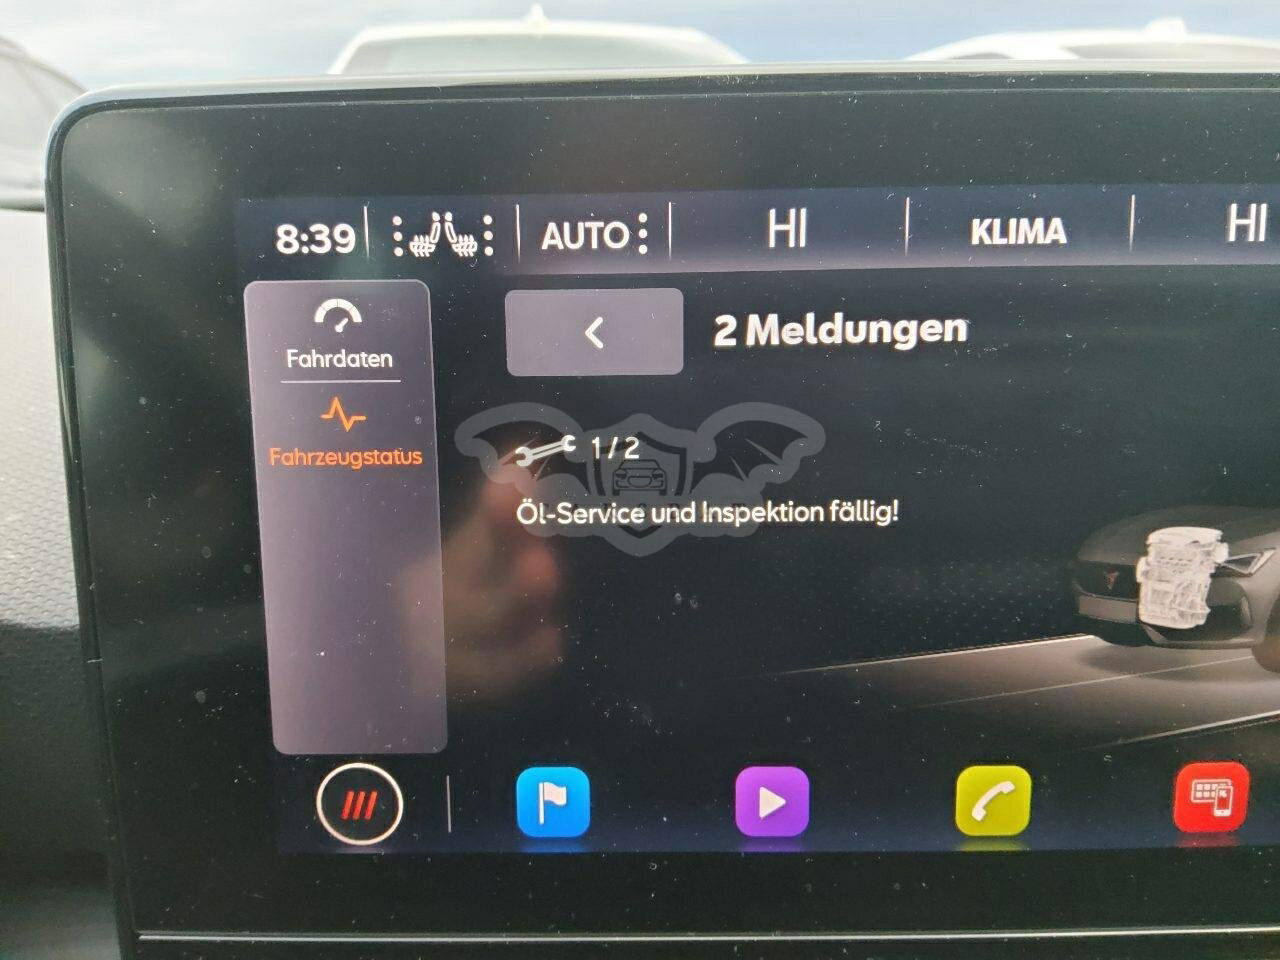 8:39
AUTO
HI
KLIMA
HI
Fahrdaten
2 Meldungen
Fahrzeugstatus
1/2
Öl-Service und Inspektion fällig!